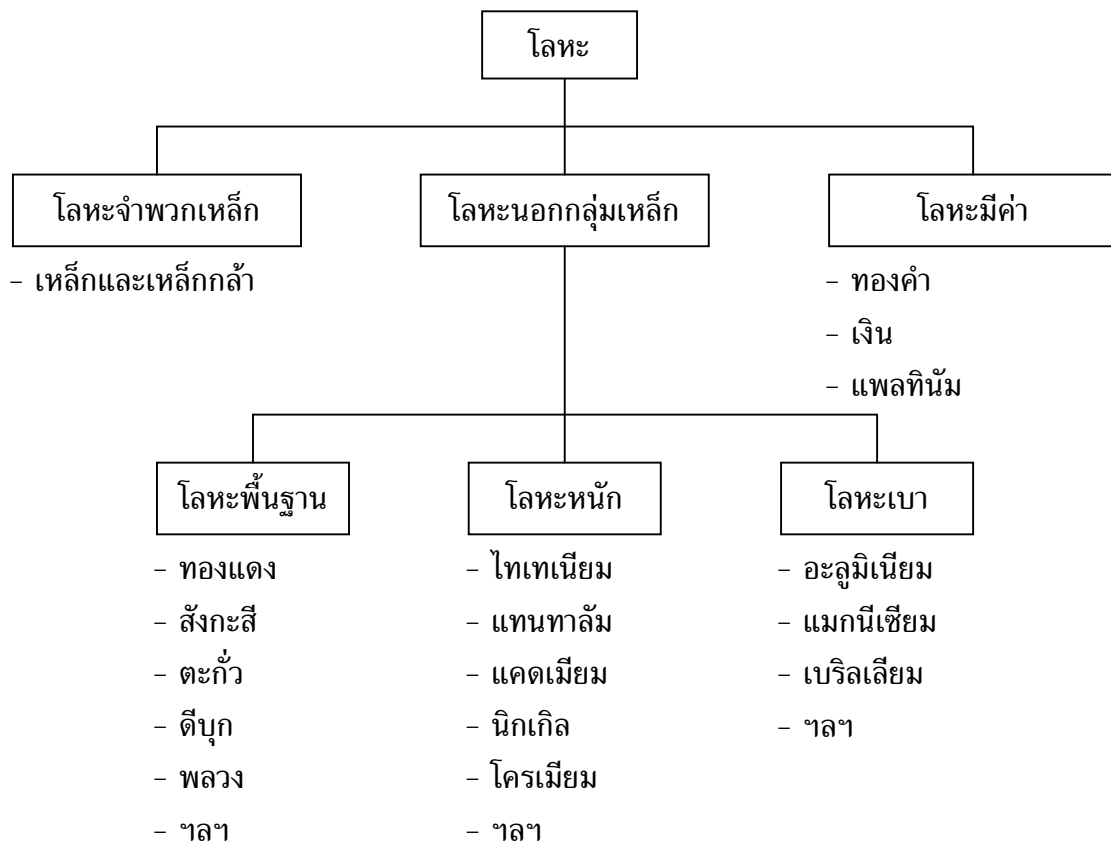 โลหะ
โลหะจำพวกเหล็ก
- เหล็กและเหล็กกล้า
โลหะนอกกลุ่มเหล็ก
โลหะมีค่า
- ทองคำ
- เงิน
- แพลทินัม
โลหะพื้นฐาน
- ทองแดง
- สังกะสี
- ตะกั่ว
- ดีบุก
- พลวง
- ฯลฯ
โลหะหนัก
- ไทเทเนียม
- แทนทาลัม
- แคดเมียม
- นิกเกิล
- โครเมียม
- ฯลฯ
โลหะเบา
- อะลูมิเนียม
- แมกนีเซียม
- เบริลเลียม
- ฯลฯ